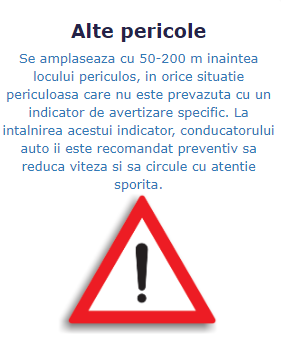 Alte pericole
Se amplaseaza cu 50-200 m inaintea
locului periculos, in orice situatie
periculoasa care nu este prevazuta cu un
indicator de avertizare specific. La
intalnirea acestui indicator, conducatorului
auto ii este recomandat preventiv sa
reduca viteza si sa circule cu atentie
sporita.
!